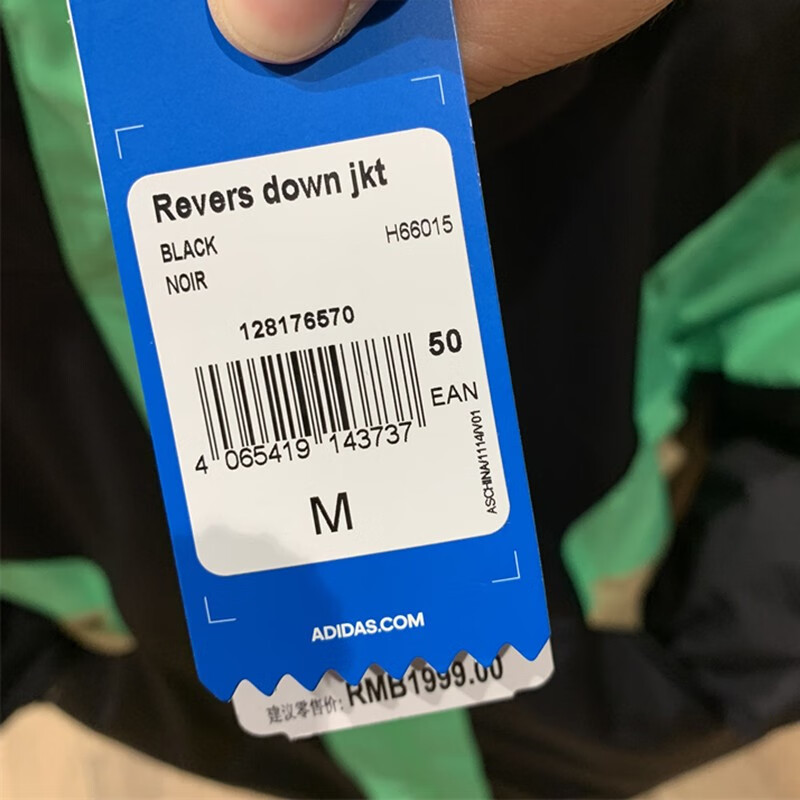 Revers down jkt
BLACK
H66015
NOIR
128176570
50
EAN
4 065419 143737
ASCHINA/1114/V01
M
ADIDAS.COM
建议零售价: RMB1999.00